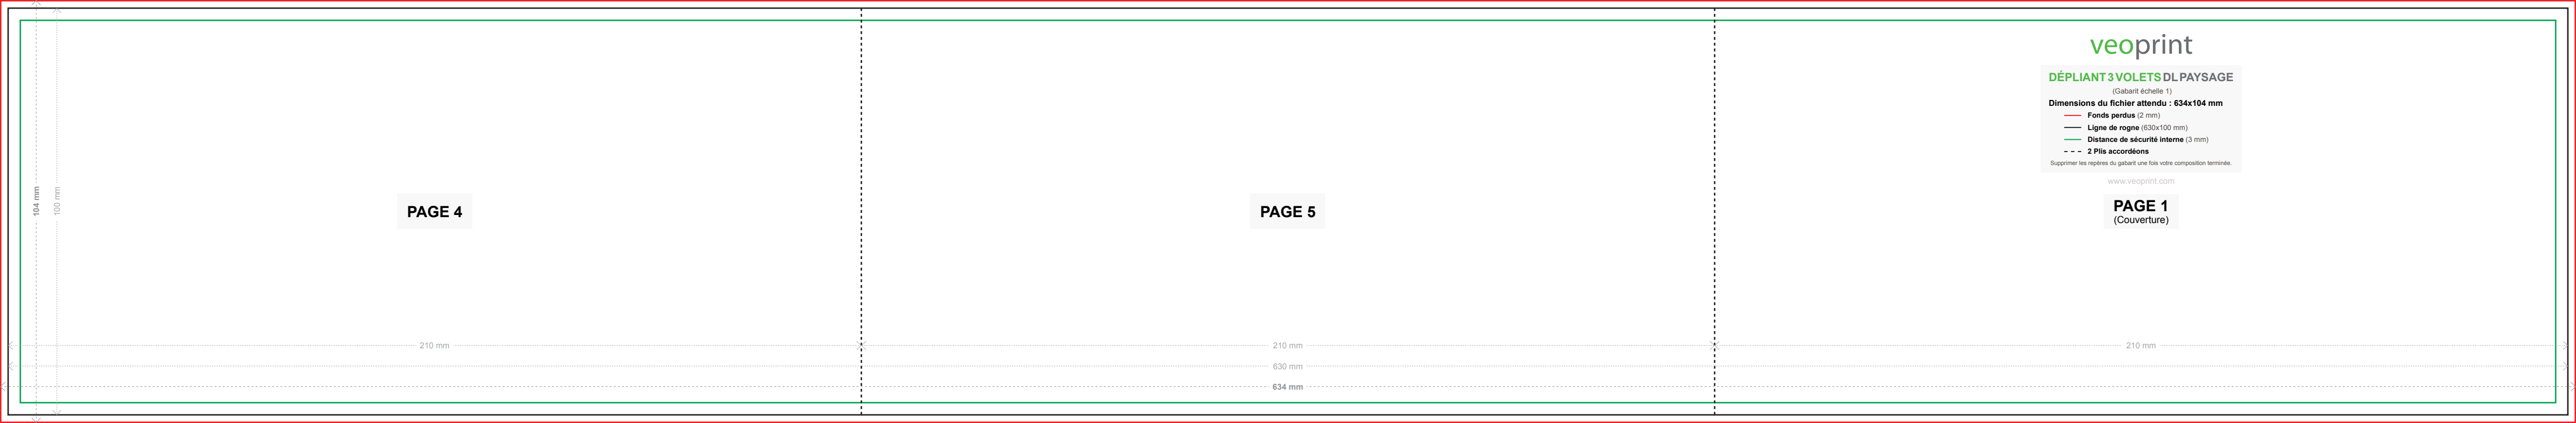 veoprint
DÉPLIANT 3 VOLETS DL PAYSAGE
(Gabarit échelle 1)
Dimensions du fichier attendu : 634x104 mm
Fonds perdus (2 mm)
Ligne de rogne (630x100 mm)
Distance de sécurité interne (3 mm)
2 Plis accordéons
Supprimer les repères du gabarit une fois votre composition terminée.
www.veoprint.com
104 mm
100 mm
PAGE 4
PAGE 5
PAGE 1
(Couverture)
210 mm
210 mm
210 mm
630 mm
634 mm